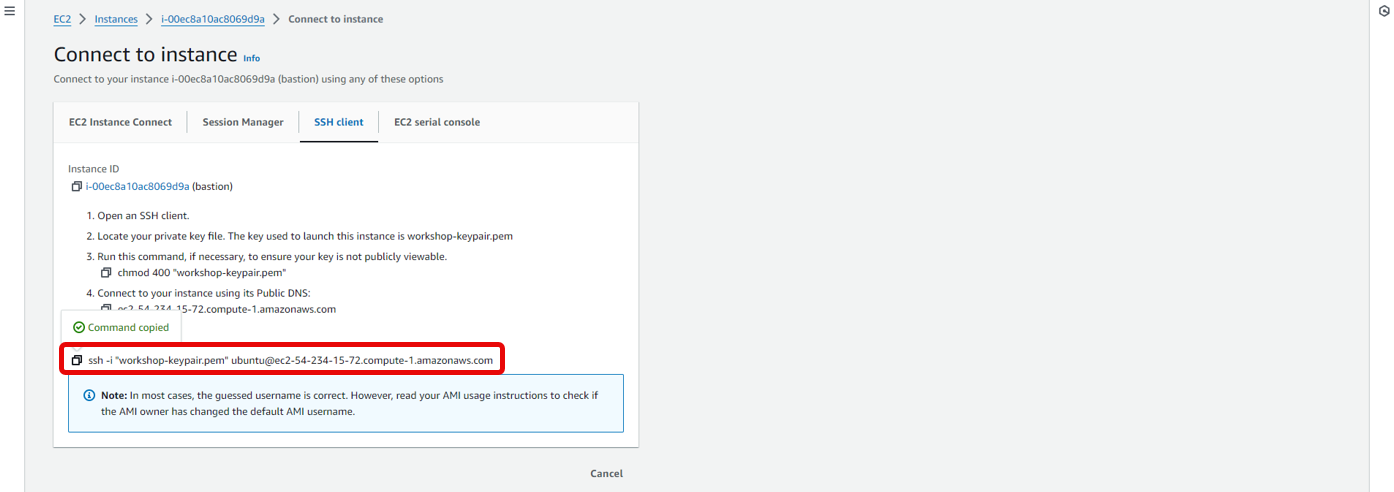 EC2 > Instances > i-00ec8a10ac8069d9a > Connect to instance
Connect to instance Info
Connect to your instance i-00ec8a10ac8069d9a (bastion) using any of these options
EC2 Instance Connect
Session Manager
SSH client
EC2 serial console
Instance ID
i-00ec8a10ac8069d9a (bastion)
1. Open an SSH client.
2. Locate your private key file. The key used to launch this instance is workshop-keypair.pem
3. Run this command, if necessary, to ensure your key is not publicly viewable.
chmod 400 "workshop-keypair.pem"
4. Connect to your instance using its Public DNS:
ec2-54-234-15-72.compute-1.amazonaws.com
Command copied
ssh -i "workshop-keypair.pem" ubuntu@ec2-54-234-15-72.compute-1.amazonaws.com
Note: In most cases, the guessed username is correct. However, read your AMI usage instructions to check if
the AMI owner has changed the default AMI username.
Cancel